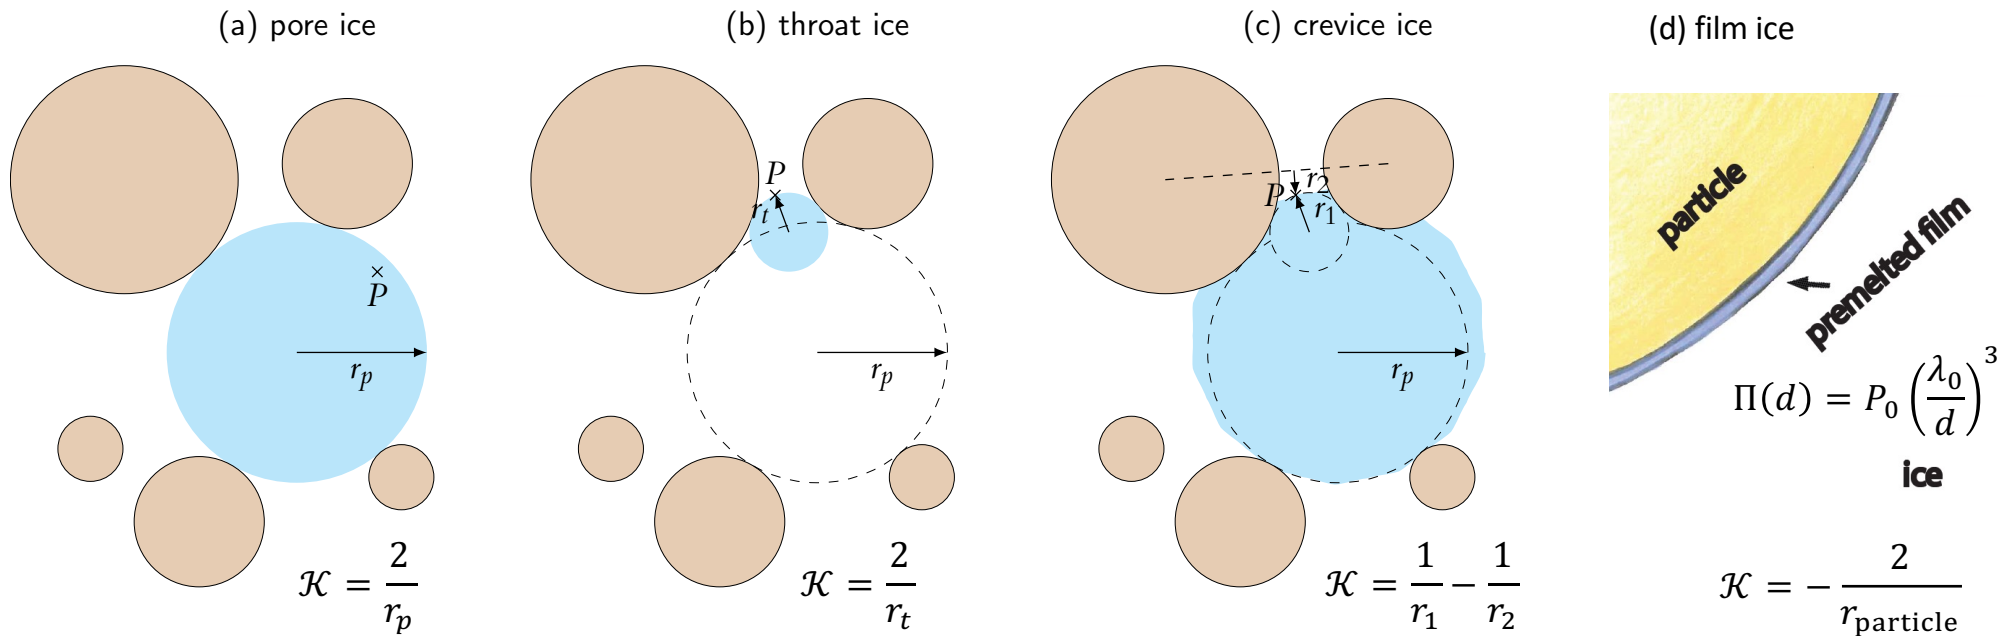 (a) pore ice
P
r_p
𝒦 = 2/r_p
(b) throat ice
P
r_t
r_p
𝒦 = 2/r_t
(c) crevice ice
P
r_2
r_1
r_p
𝒦 = 1/r_1 − 1/r_2
(d) film ice
particle
premelted film
Π(d) = P_0 (λ_0/d)^3
ice
𝒦 = − 2/r_particle